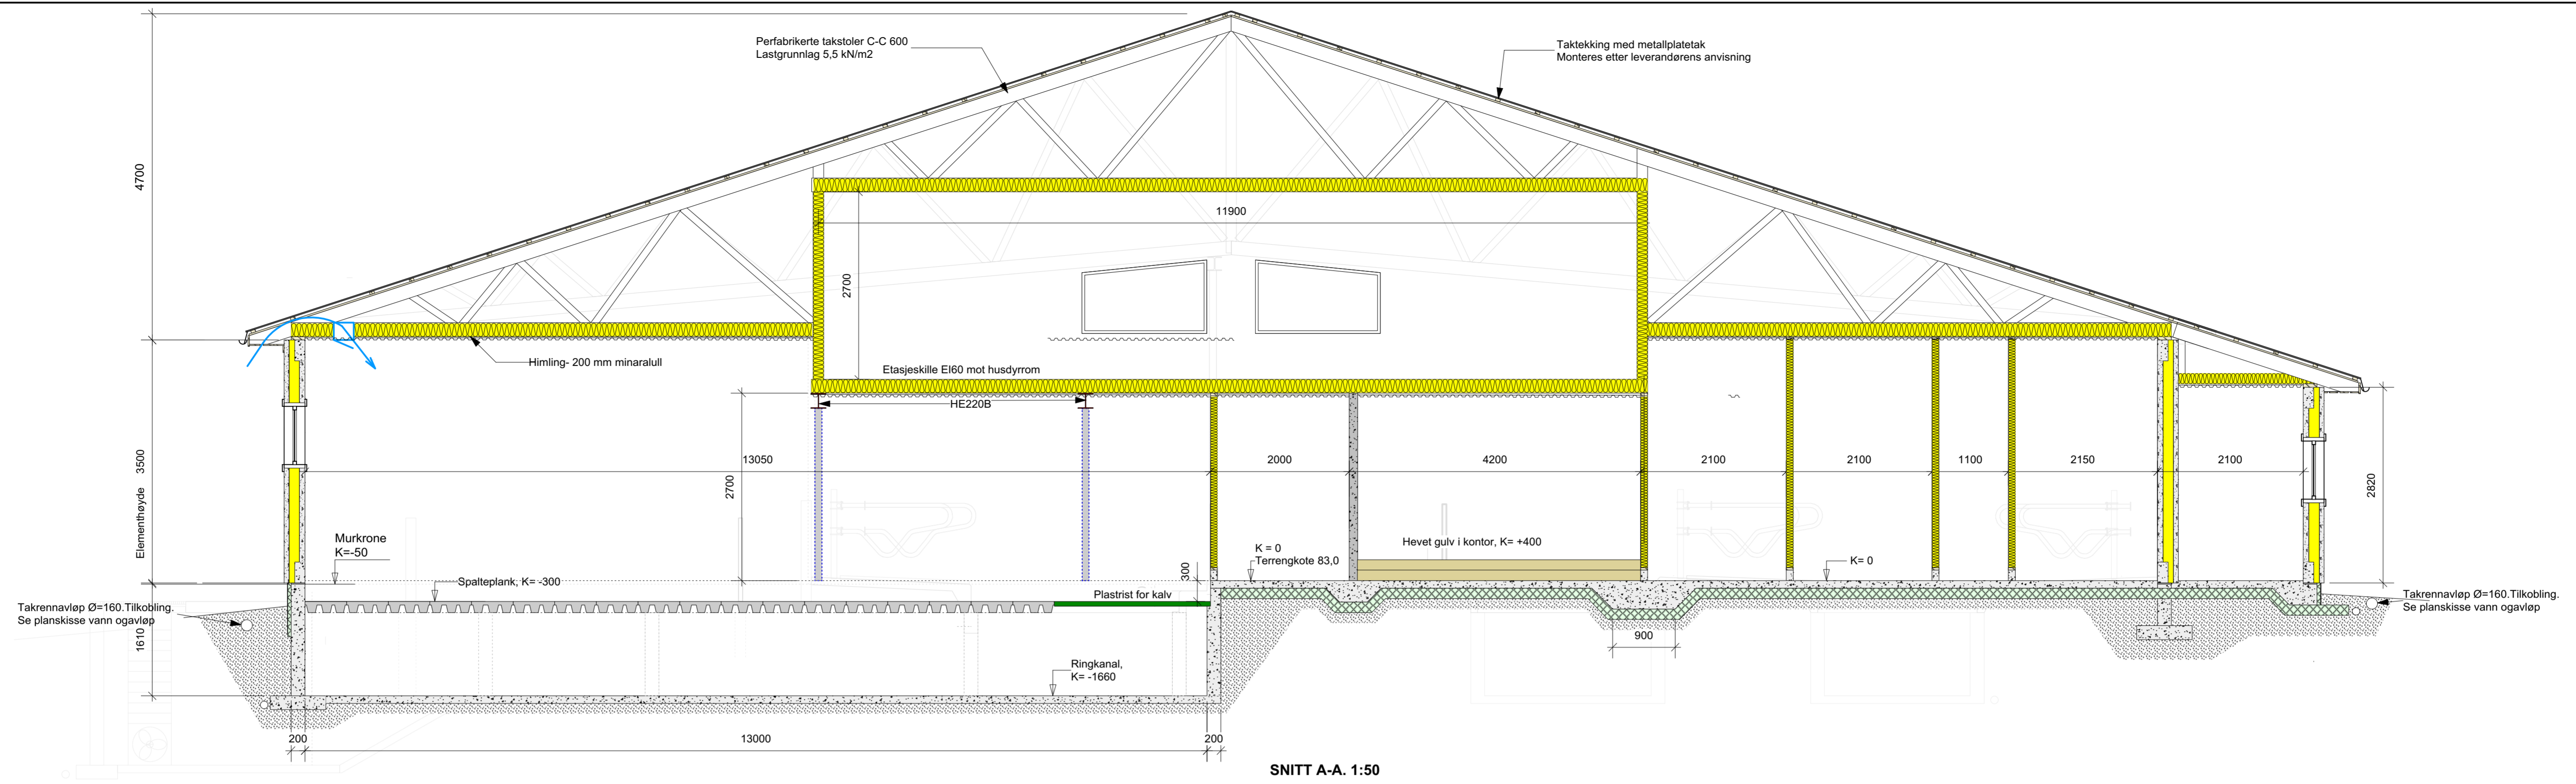 Perfabrikerte takstoler C-C 600
Lastgrunnlag 5,5 kN/m2
Taktekking med metallplatetak
Monteres etter leverandørens anvisning
4700
11900
2700
Himling- 200 mm minaralull
Etasjeskille EI60 mot husdyrrom
HE220B
Elementhøyde 3500
13050
2000
4200
2100
2100
1100
2150
2100
2700
2820
Murkrone
K=-50
K = 0
Terrengkote 83,0
Hevet gulv i kontor, K= +400
K= 0
300
Spalteplank, K= -300
Plastrist for kalv
Takrennavløp Ø=160.Tilkobling.
Se planskisse vann ogavløp
Takrennavløp Ø=160.Tilkobling.
Se planskisse vann ogavløp
1610
900
Ringkanal,
K= -1660
200
13000
200
SNITT A-A. 1:50